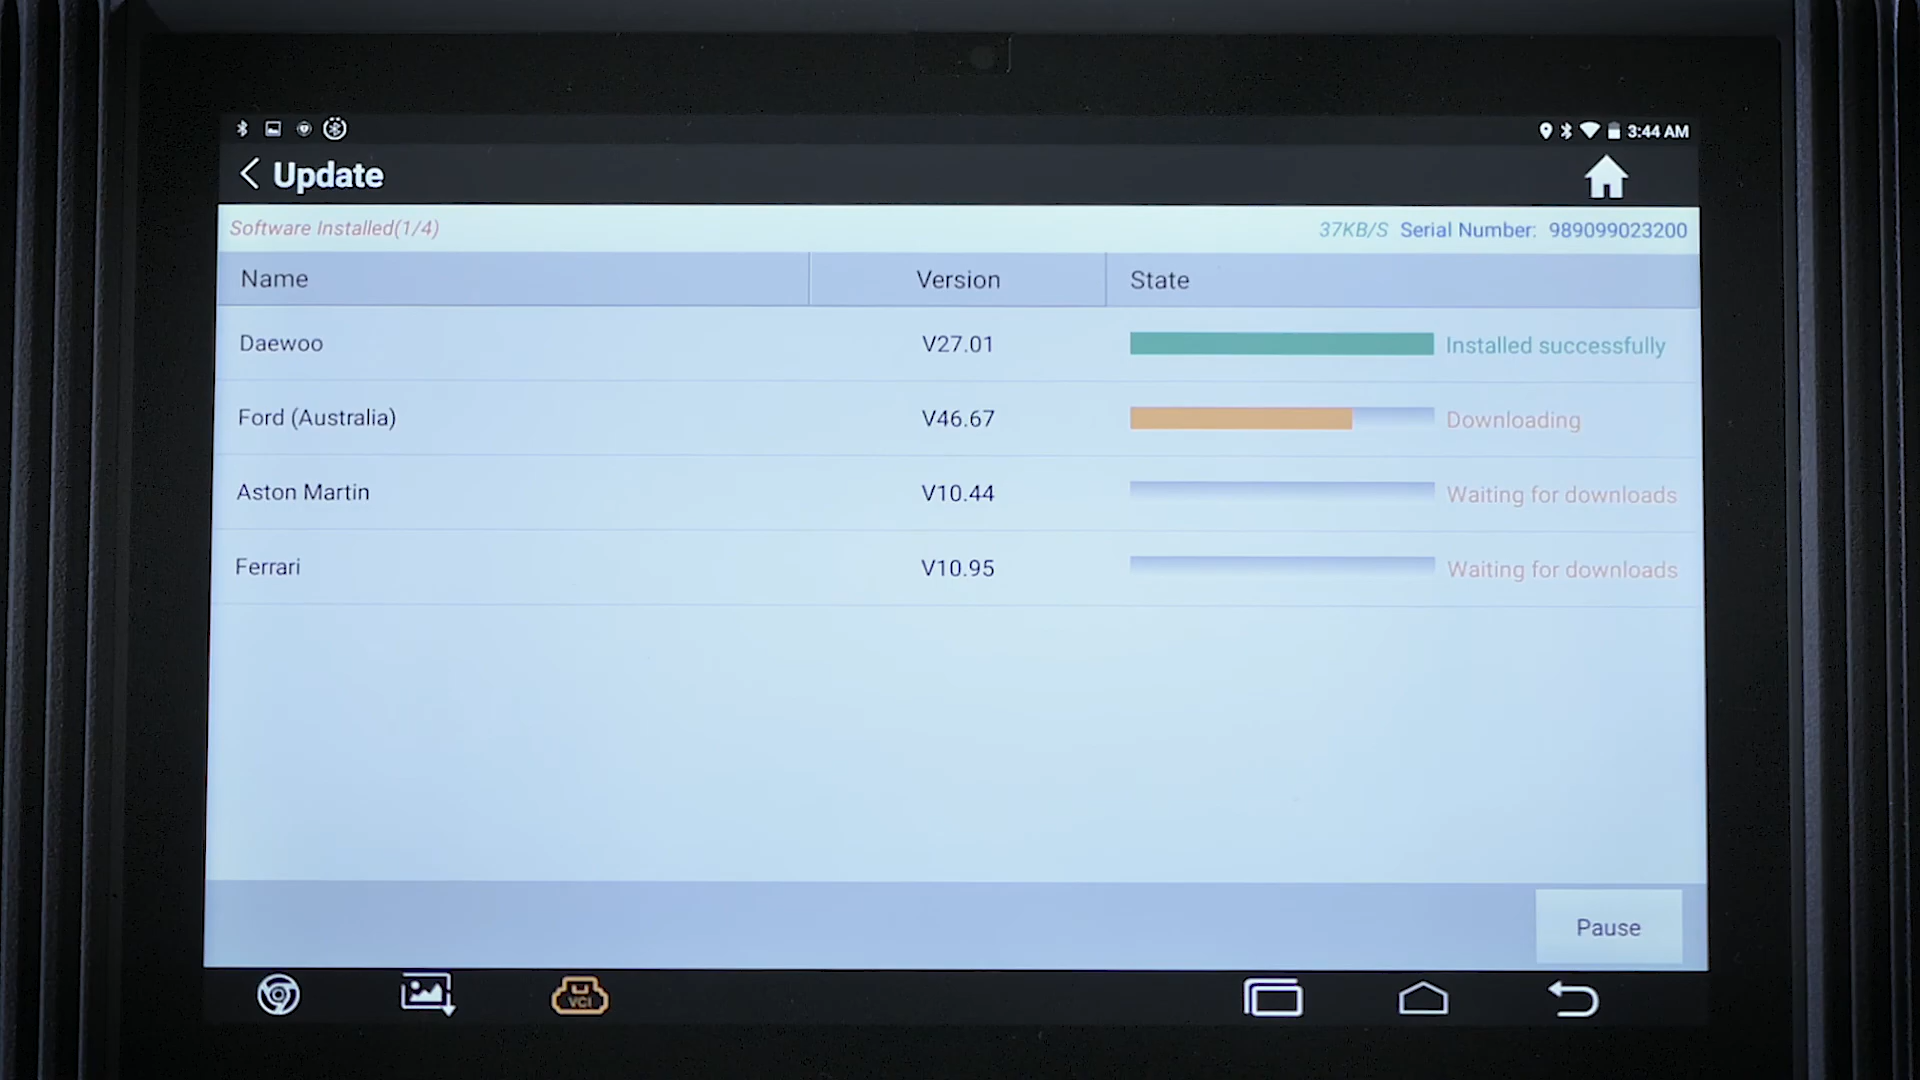 3:44 AM
Update
Software Installed(1/4)
37KB/S Serial Number: 989099023200
Name Version State
Daewoo V27.01 Installed successfully
Ford (Australia) V46.67 Downloading
Aston Martin V10.44 Waiting for downloads
Ferrari V10.95 Waiting for downloads
Pause
VCI